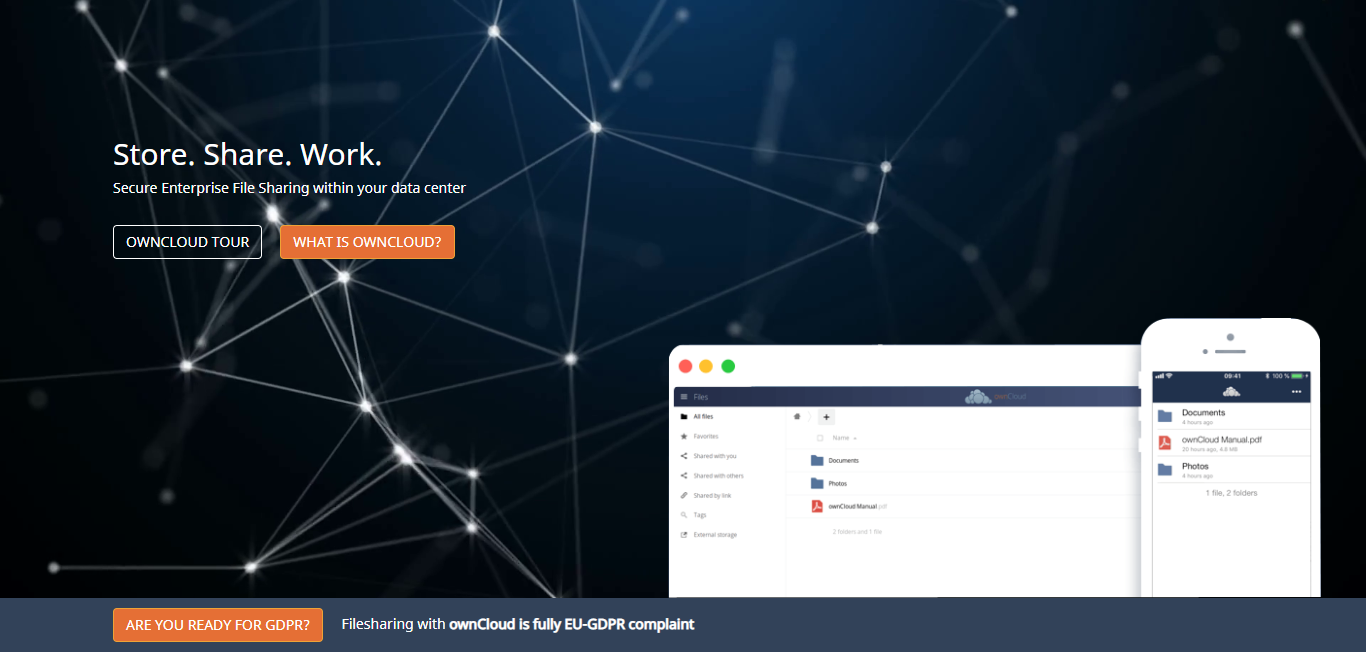 Store. Share. Work.
Secure Enterprise File Sharing within your data center
OWNCLOUD TOUR
WHAT IS OWNCLOUD?
Files
ownCloud
All files
Favorites
Shared with you
Shared with others
Shared by link
Tags
External storage
+
Name
Documents
Photos
ownCloud Manual.pdf
2 folders and 1 file
09:41
100 %
Documents
4 hours ago
ownCloud Manual.pdf
20 hours ago, 4.8 MB
Photos
4 hours ago
1 file, 2 folders
ARE YOU READY FOR GDPR?
Filesharing with ownCloud is fully EU-GDPR complaint